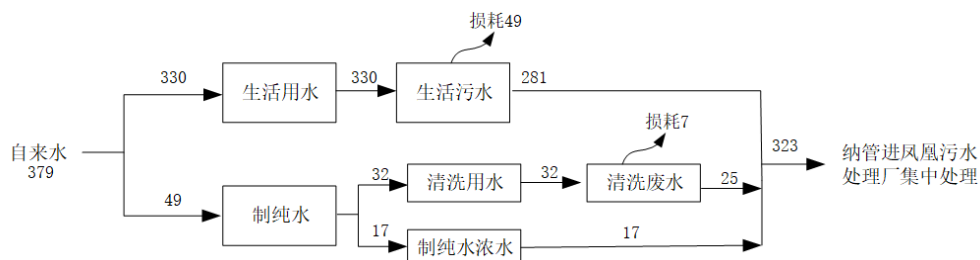 损耗49
330
生活用水
330
生活污水
281
自来水
379
损耗7
323
纳管进凤凰污水
处理厂集中处理
49
制纯水
32
清洗用水
32
清洗废水
25
17
制纯水浓水
17